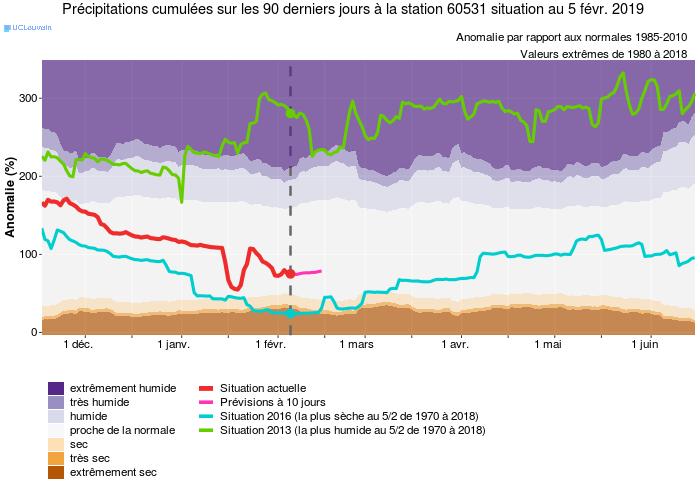 Précipitations cumulées sur les 90 derniers jours à la station 60531 situation au 5 févr. 2019
UCLouvain
Anomalie par rapport aux normales 1985-2010
Valeurs extrêmes de 1980 à 2018
Anomalie (%)
300
200
100
0
1 déc.
1 janv.
1 févr.
1 mars
1 avr.
1 mai
1 juin
extrêmement humide
très humide
humide
proche de la normale
sec
très sec
extrêmement sec
Situation actuelle
Prévisions à 10 jours
Situation 2016 (la plus sèche au 5/2 de 1970 à 2018)
Situation 2013 (la plus humide au 5/2 de 1970 à 2018)